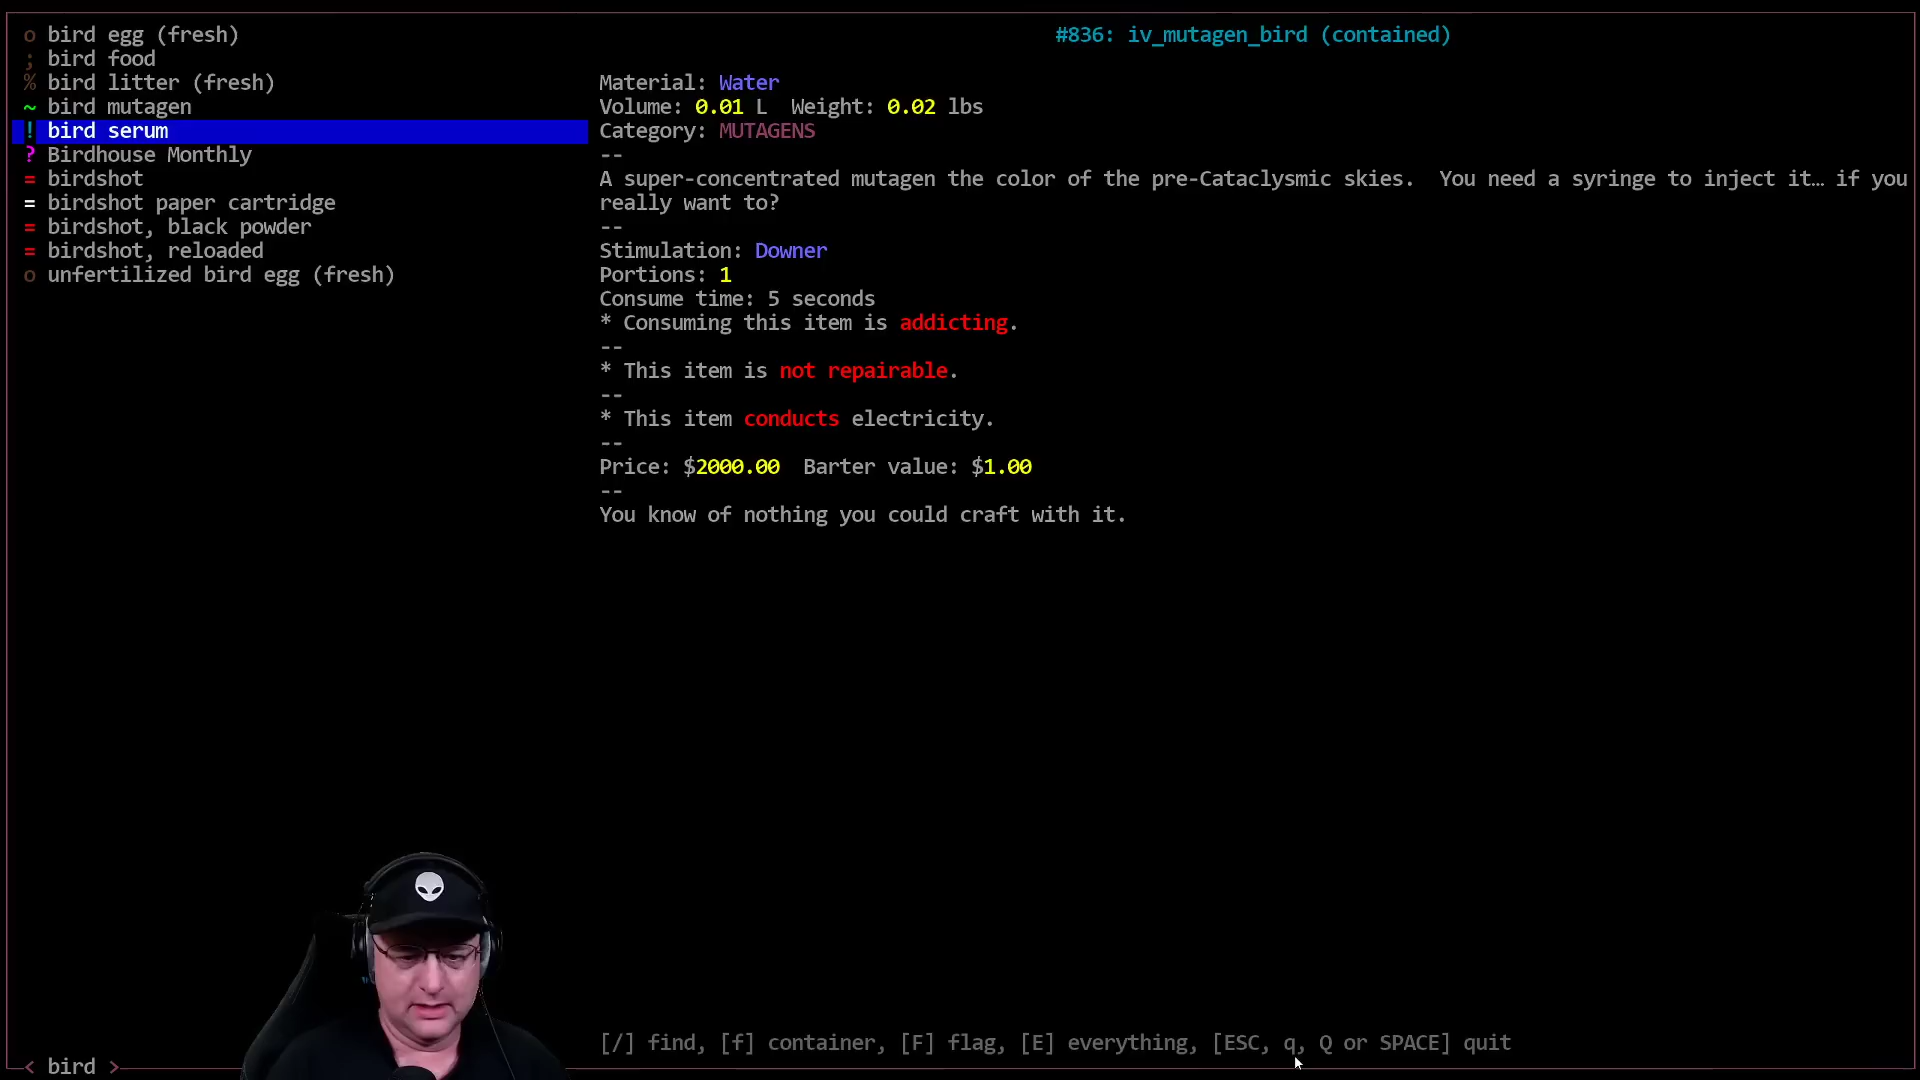 o bird egg (fresh)
; bird food
% bird litter (fresh)
~ bird mutagen
! bird serum
? Birdhouse Monthly
= birdshot
= birdshot paper cartridge
= birdshot, black powder
= birdshot, reloaded
o unfertilized bird egg (fresh)
< bird >
#836: iv_mutagen_bird (contained)
Material: Water
Volume: 0.01 L  Weight: 0.02 lbs
Category: MUTAGENS
--
A super-concentrated mutagen the color of the pre-Cataclysmic skies.  You need a syringe to inject it… if you
really want to?
--
Stimulation: Downer
Portions: 1
Consume time: 5 seconds
* Consuming this item is addicting.
--
* This item is not repairable.
--
* This item conducts electricity.
--
Price: $2000.00  Barter value: $1.00
--
You know of nothing you could craft with it.
[/] find, [f] container, [F] flag, [E] everything, [ESC, q, Q or SPACE] quit